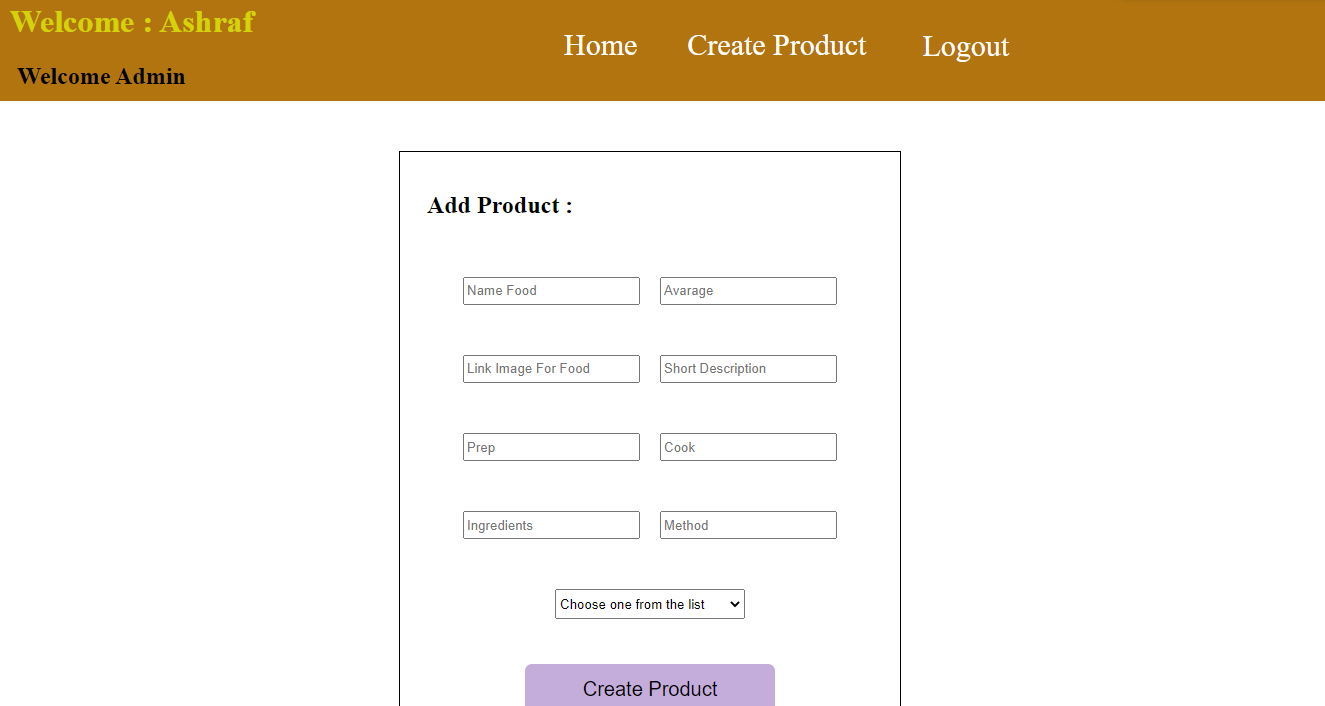 Welcome : Ashraf
Welcome Admin
Home Create Product Logout
Add Product :
Name Food Avarage
Link Image For Food Short Description
Prep Cook
Ingredients Method
Choose one from the list
Create Product